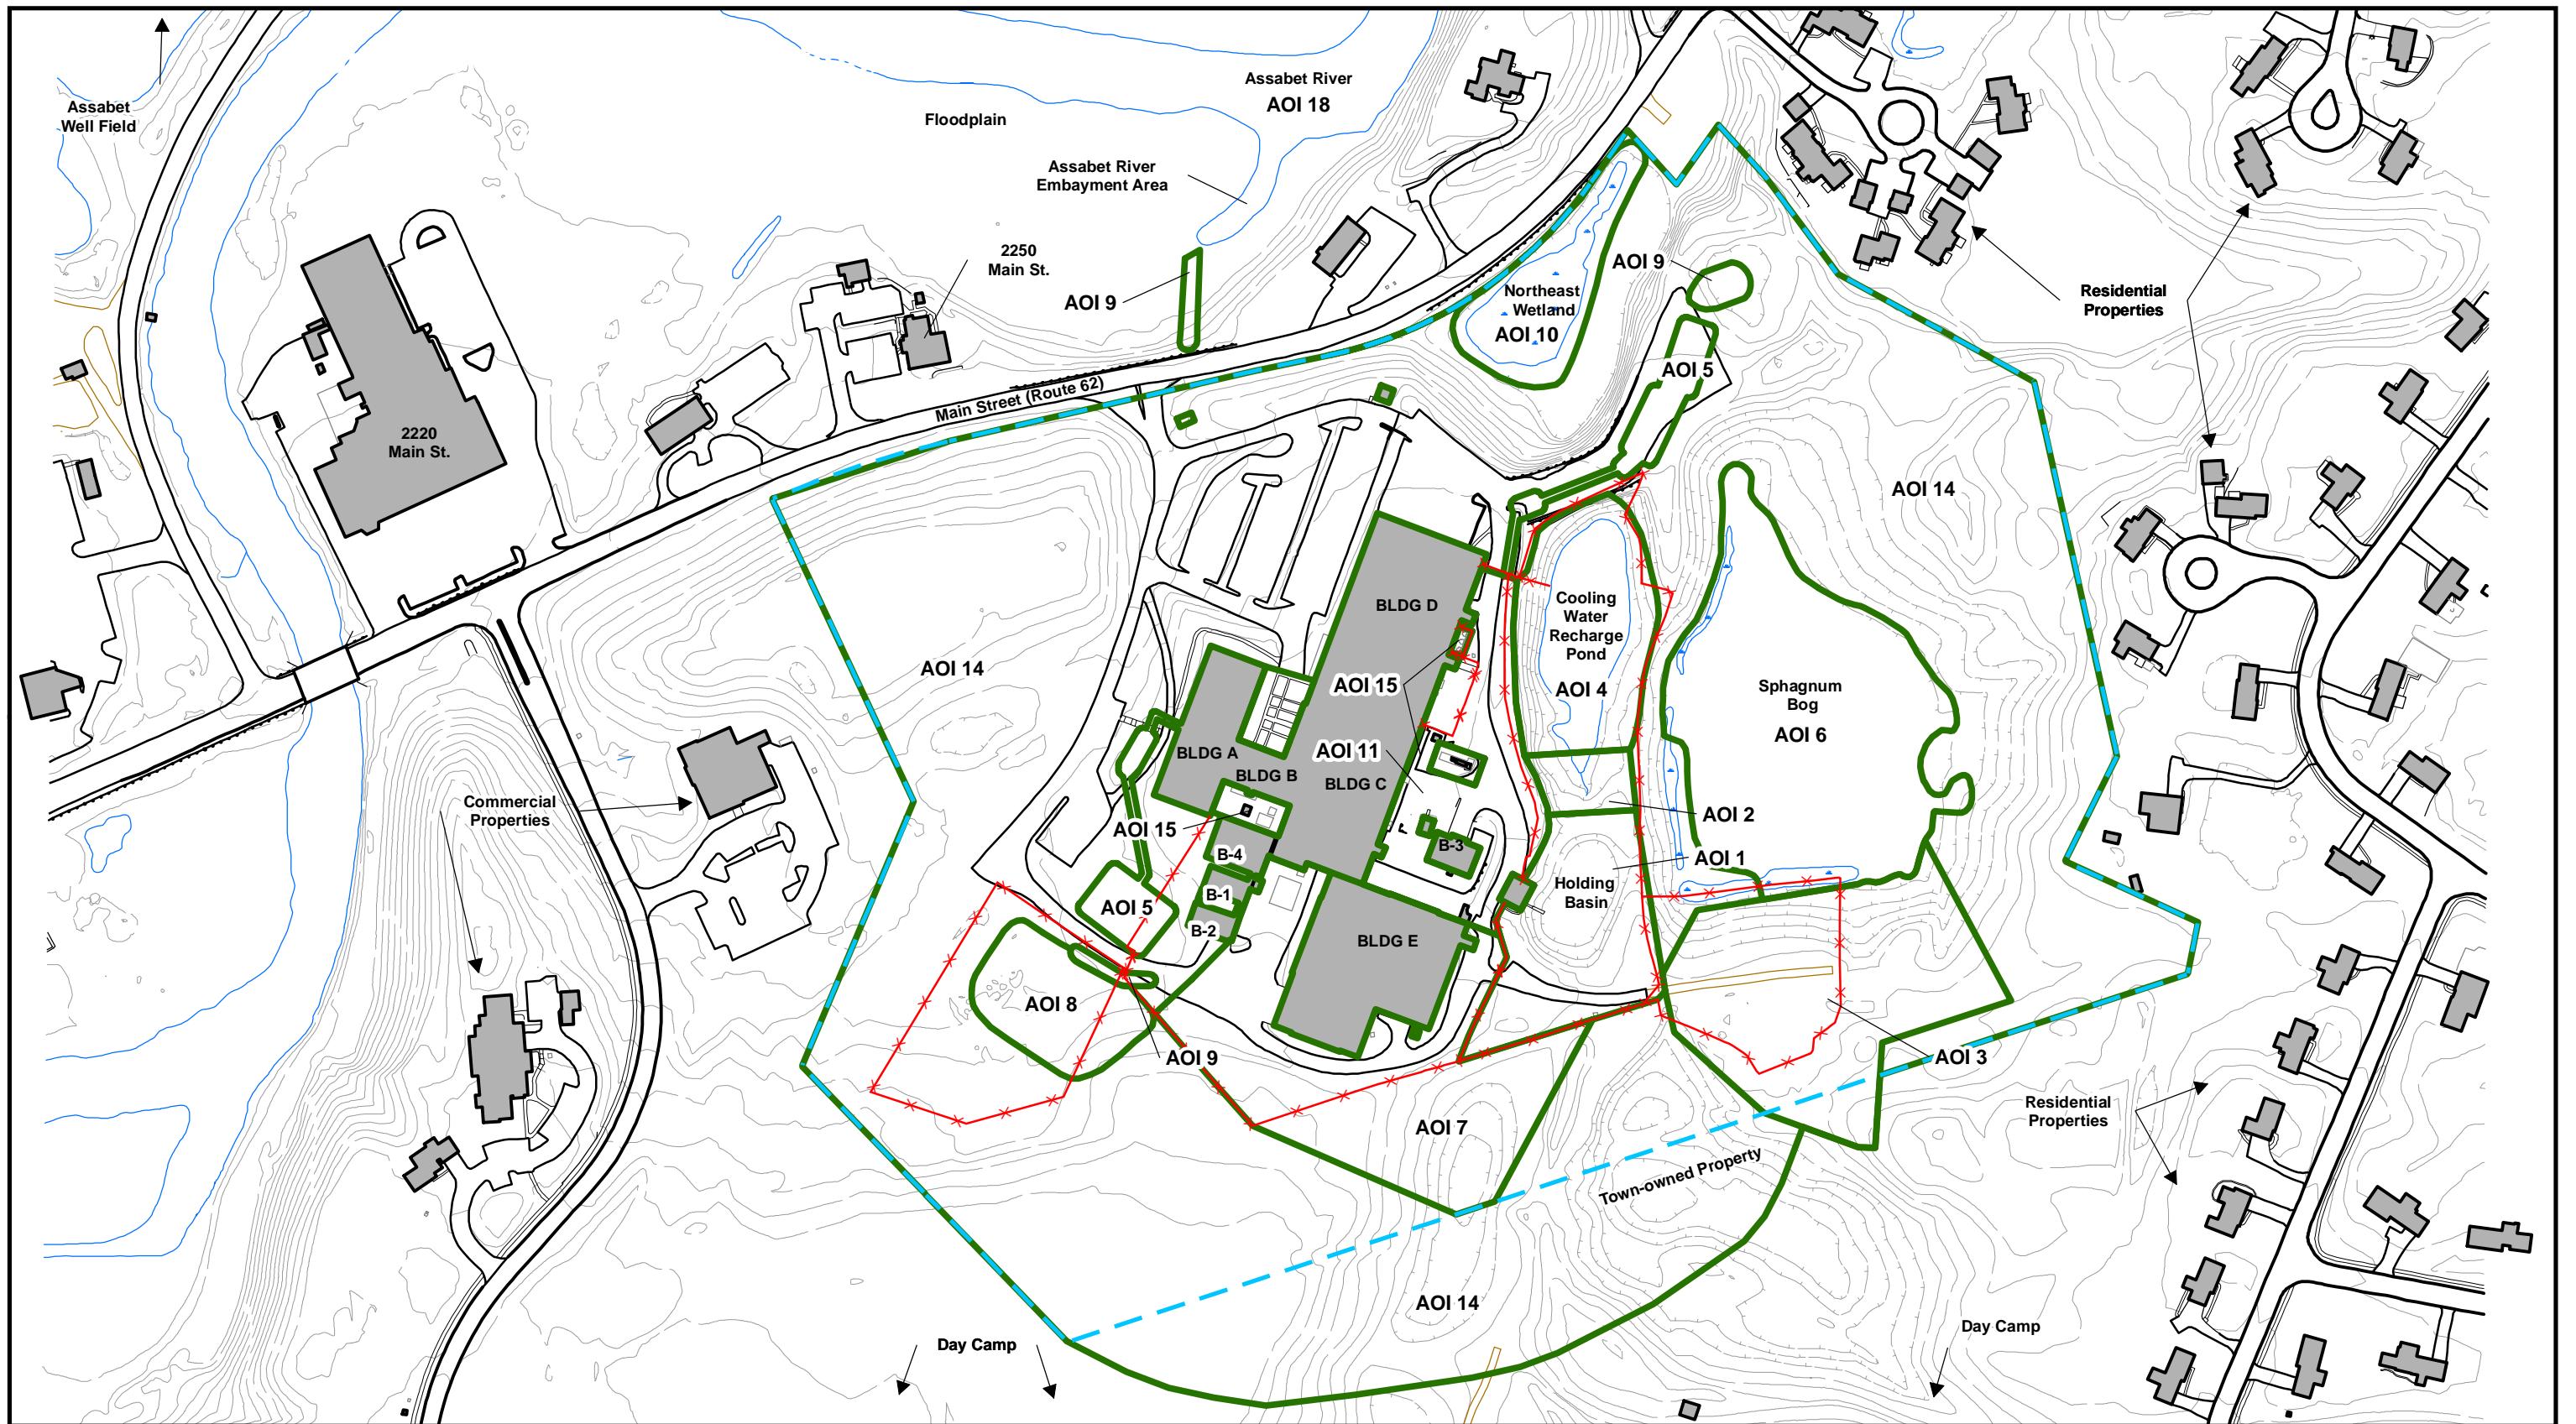 Assabet
Well Field
Floodplain
Assabet River
AOI 18
Assabet River
Embayment Area
2250
Main St.
AOI 9
AOI 9
Northeast
Wetland
AOI 10
Residential
Properties
AOI 5
Main Street (Route 62)
2220
Main St.
AOI 14
BLDG D
Cooling
Water
Recharge
Pond
AOI 4
AOI 14
AOI 15
Sphagnum
Bog
AOI 6
BLDG A
BLDG B
AOI 11
BLDG C
Commercial
Properties
AOI 15
AOI 2
B-4
B-3
AOI 1
B-1
Holding
Basin
AOI 5
B-2
BLDG E
AOI 8
AOI 9
AOI 3
AOI 7
Residential
Properties
Town-owned Property
AOI 14
Day Camp
Day Camp